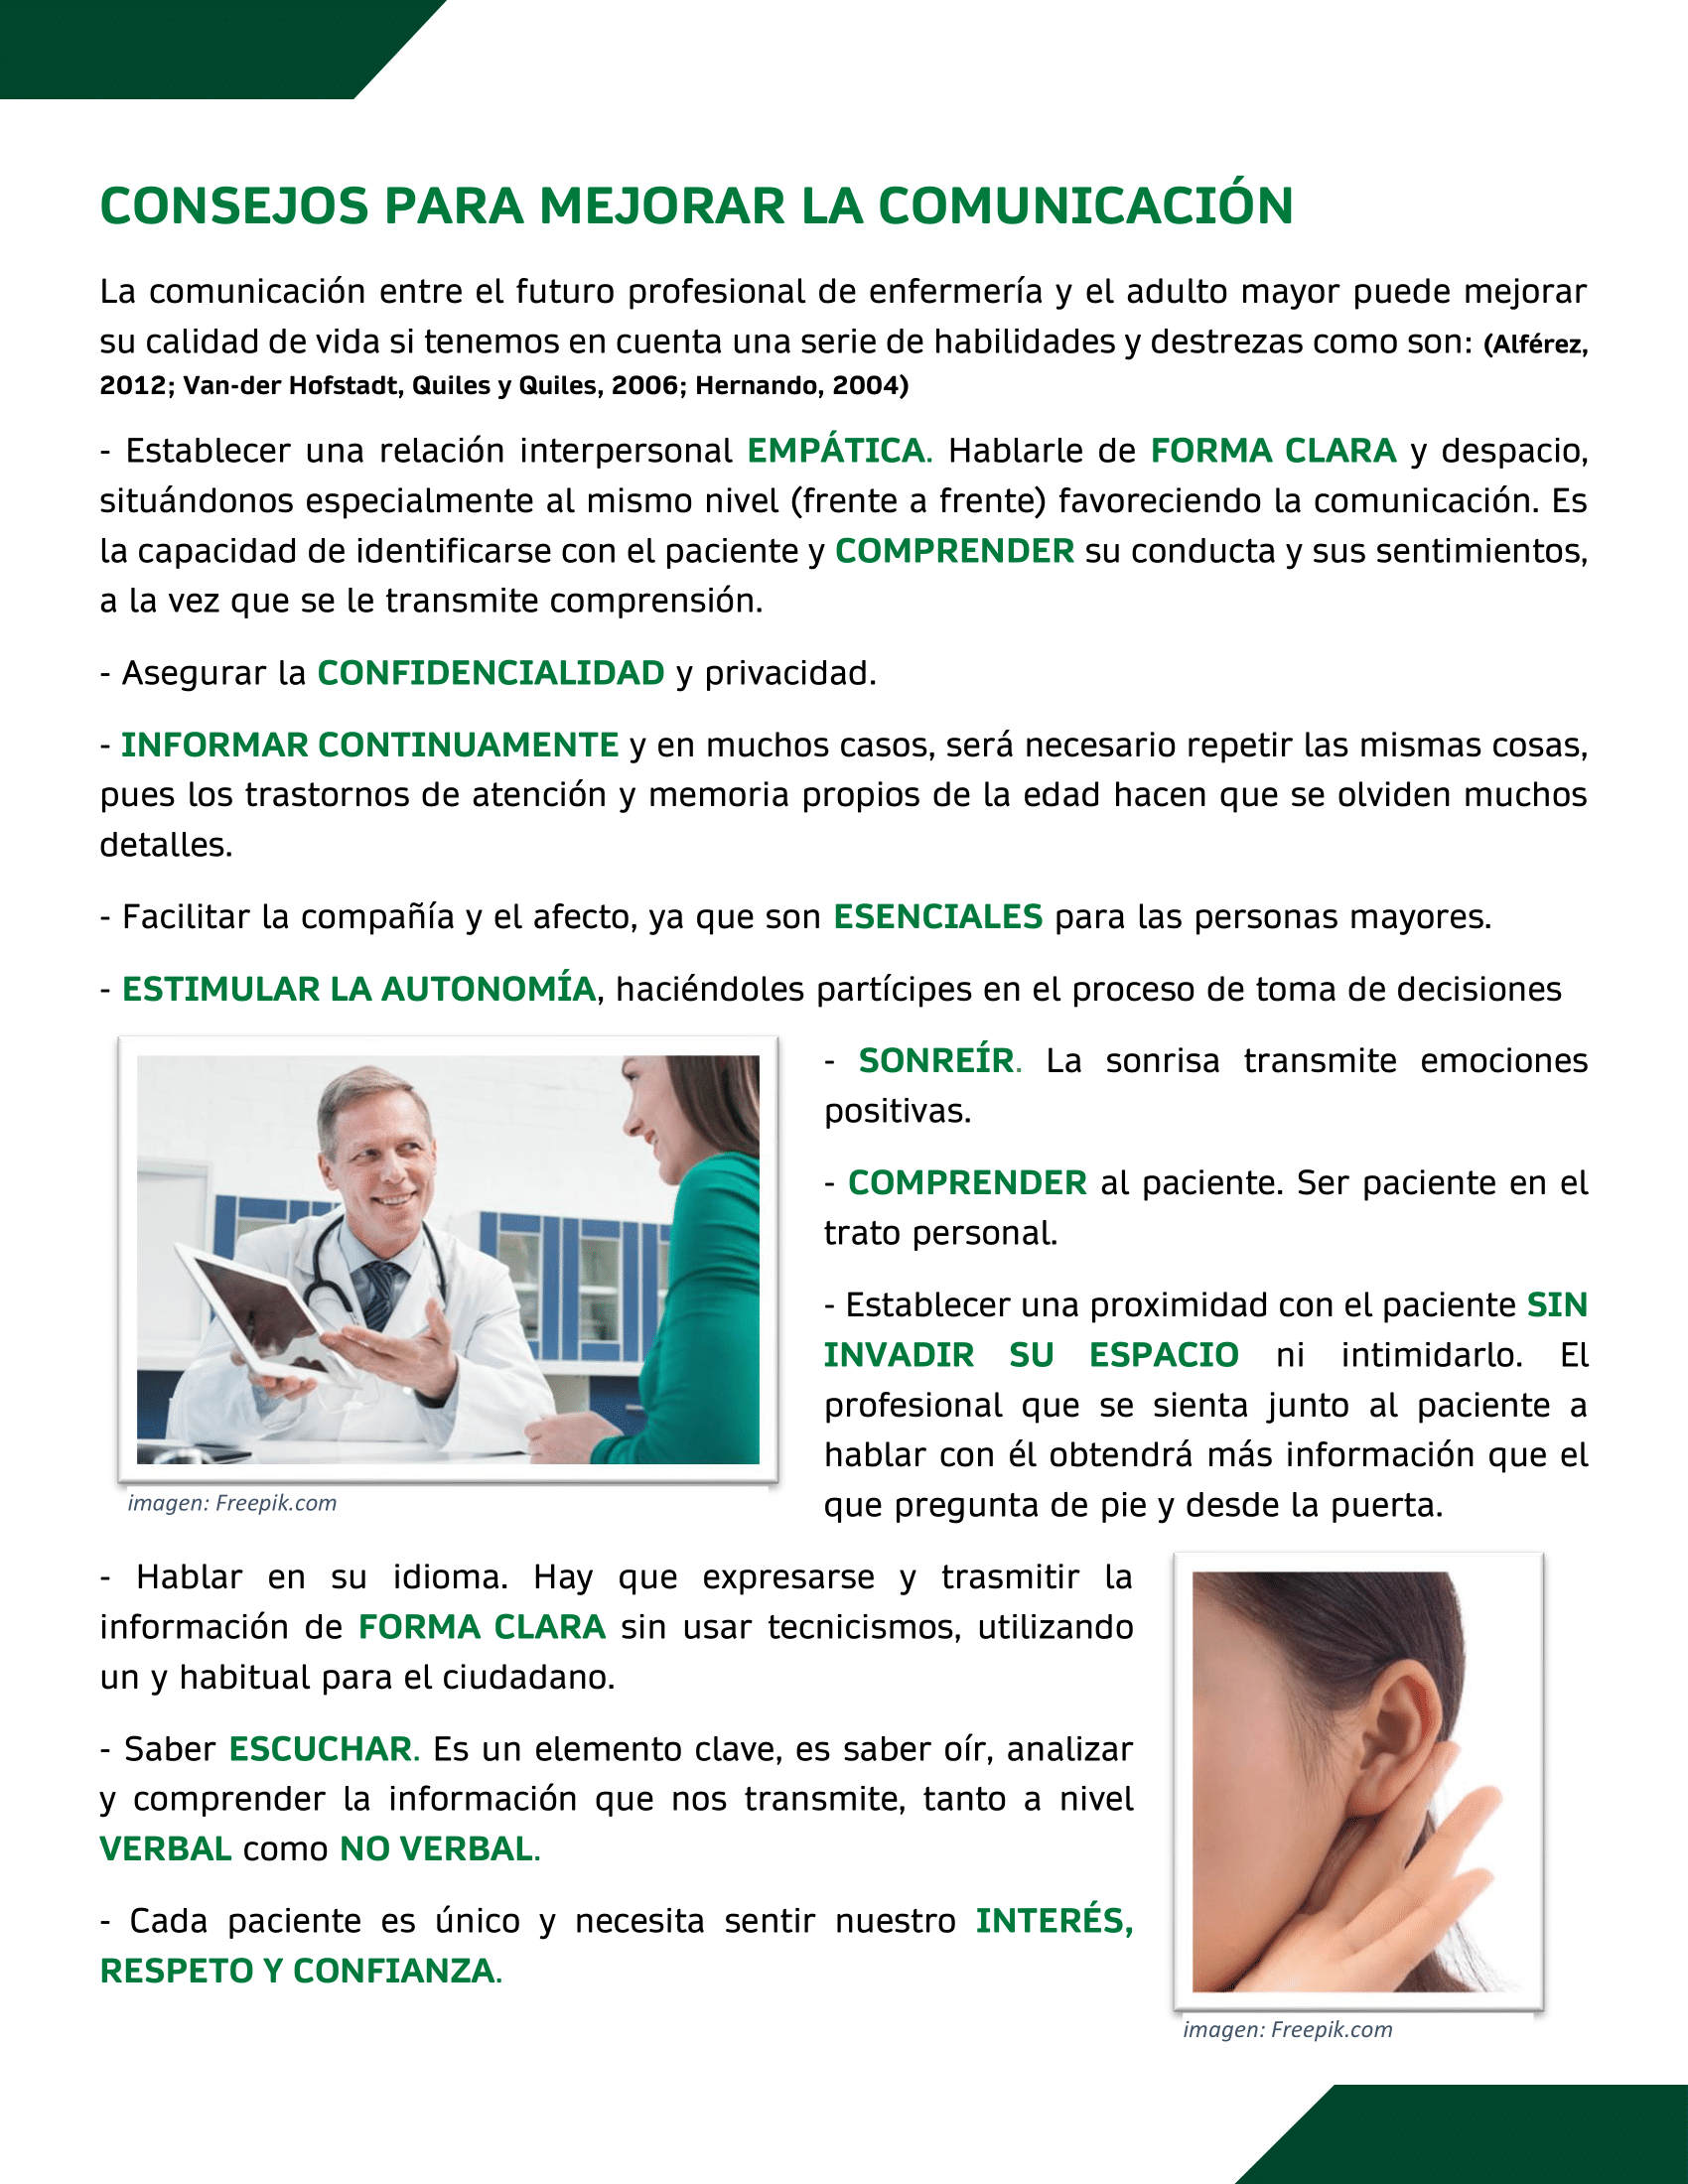 CONSEJOS PARA MEJORAR LA COMUNICACIÓN
La comunicación entre el futuro profesional de enfermería y el adulto mayor puede mejorar
su calidad de vida si tenemos en cuenta una serie de habilidades y destrezas como son: (Alférez,
2012; Van-der Hofstadt, Quiles y Quiles, 2006; Hernando, 2004)
- Establecer una relación interpersonal EMPÁTICA. Hablarle de FORMA CLARA y despacio,
situándonos especialmente al mismo nivel (frente a frente) favoreciendo la comunicación. Es
la capacidad de identificarse con el paciente y COMPRENDER su conducta y sus sentimientos,
a la vez que se le transmite comprensión.
- Asegurar la CONFIDENCIALIDAD y privacidad.
- INFORMAR CONTINUAMENTE y en muchos casos, será necesario repetir las mismas cosas,
pues los trastornos de atención y memoria propios de la edad hacen que se olviden muchos
detalles.
- Facilitar la compañía y el afecto, ya que son ESENCIALES para las personas mayores.
- ESTIMULAR LA AUTONOMÍA, haciéndoles partícipes en el proceso de toma de decisiones
- SONREÍR. La sonrisa transmite emociones
positivas.
- COMPRENDER al paciente. Ser paciente en el
trato personal.
- Establecer una proximidad con el paciente SIN
INVADIR SU ESPACIO ni intimidarlo. El
profesional que se sienta junto al paciente a
hablar con él obtendrá más información que el
que pregunta de pie y desde la puerta.
imagen: Freepik.com
- Hablar en su idioma. Hay que expresarse y trasmitir la
información de FORMA CLARA sin usar tecnicismos, utilizando
un y habitual para el ciudadano.
- Saber ESCUCHAR. Es un elemento clave, es saber oír, analizar
y comprender la información que nos transmite, tanto a nivel
VERBAL como NO VERBAL.
- Cada paciente es único y necesita sentir nuestro INTERÉS,
RESPETO Y CONFIANZA.
imagen: Freepik.com